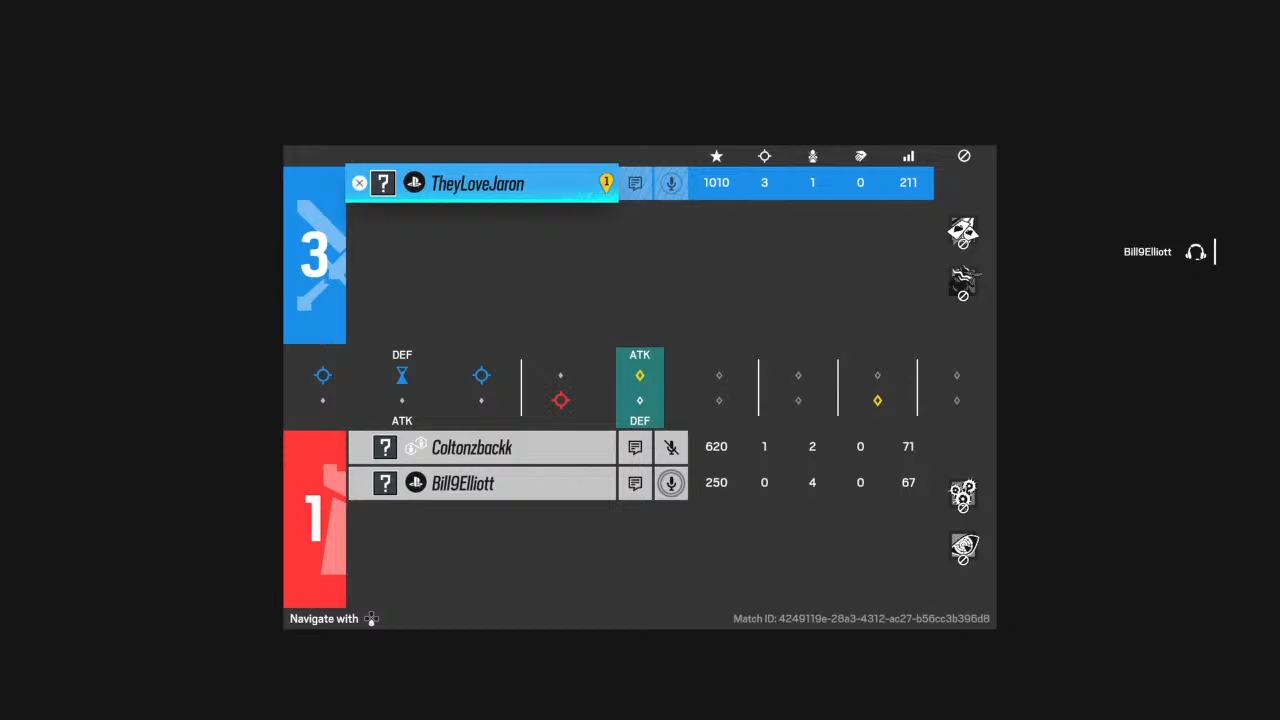 TheyLoveJaron 1 1010 3 1 0 211
3
Bill9Elliott
DEF ATK
ATK DEF
? Coltonzbackk 620 1 2 0 71
? Bill9Elliott 250 0 4 0 67
1
Navigate with
Match ID: 4249119e-28a3-4312-ac27-b56cc3b396d8